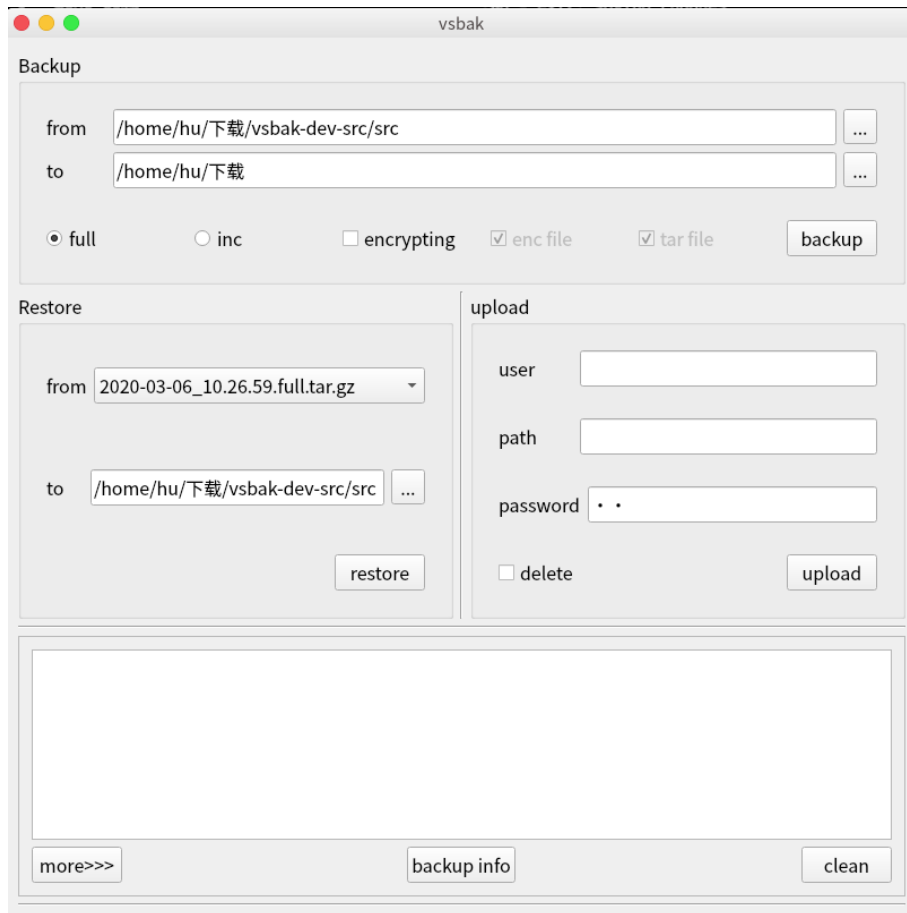 vsbak
Backup
from /home/hu/下载/vsbak-dev-src/src ...
to /home/hu/下载 ...
full inc encrypting enc file tar file backup
Restore
from 2020-03-06_10.26.59.full.tar.gz
to /home/hu/下载/vsbak-dev-src/src ...
restore
upload
user
path
password
delete upload
more>>> backup info clean